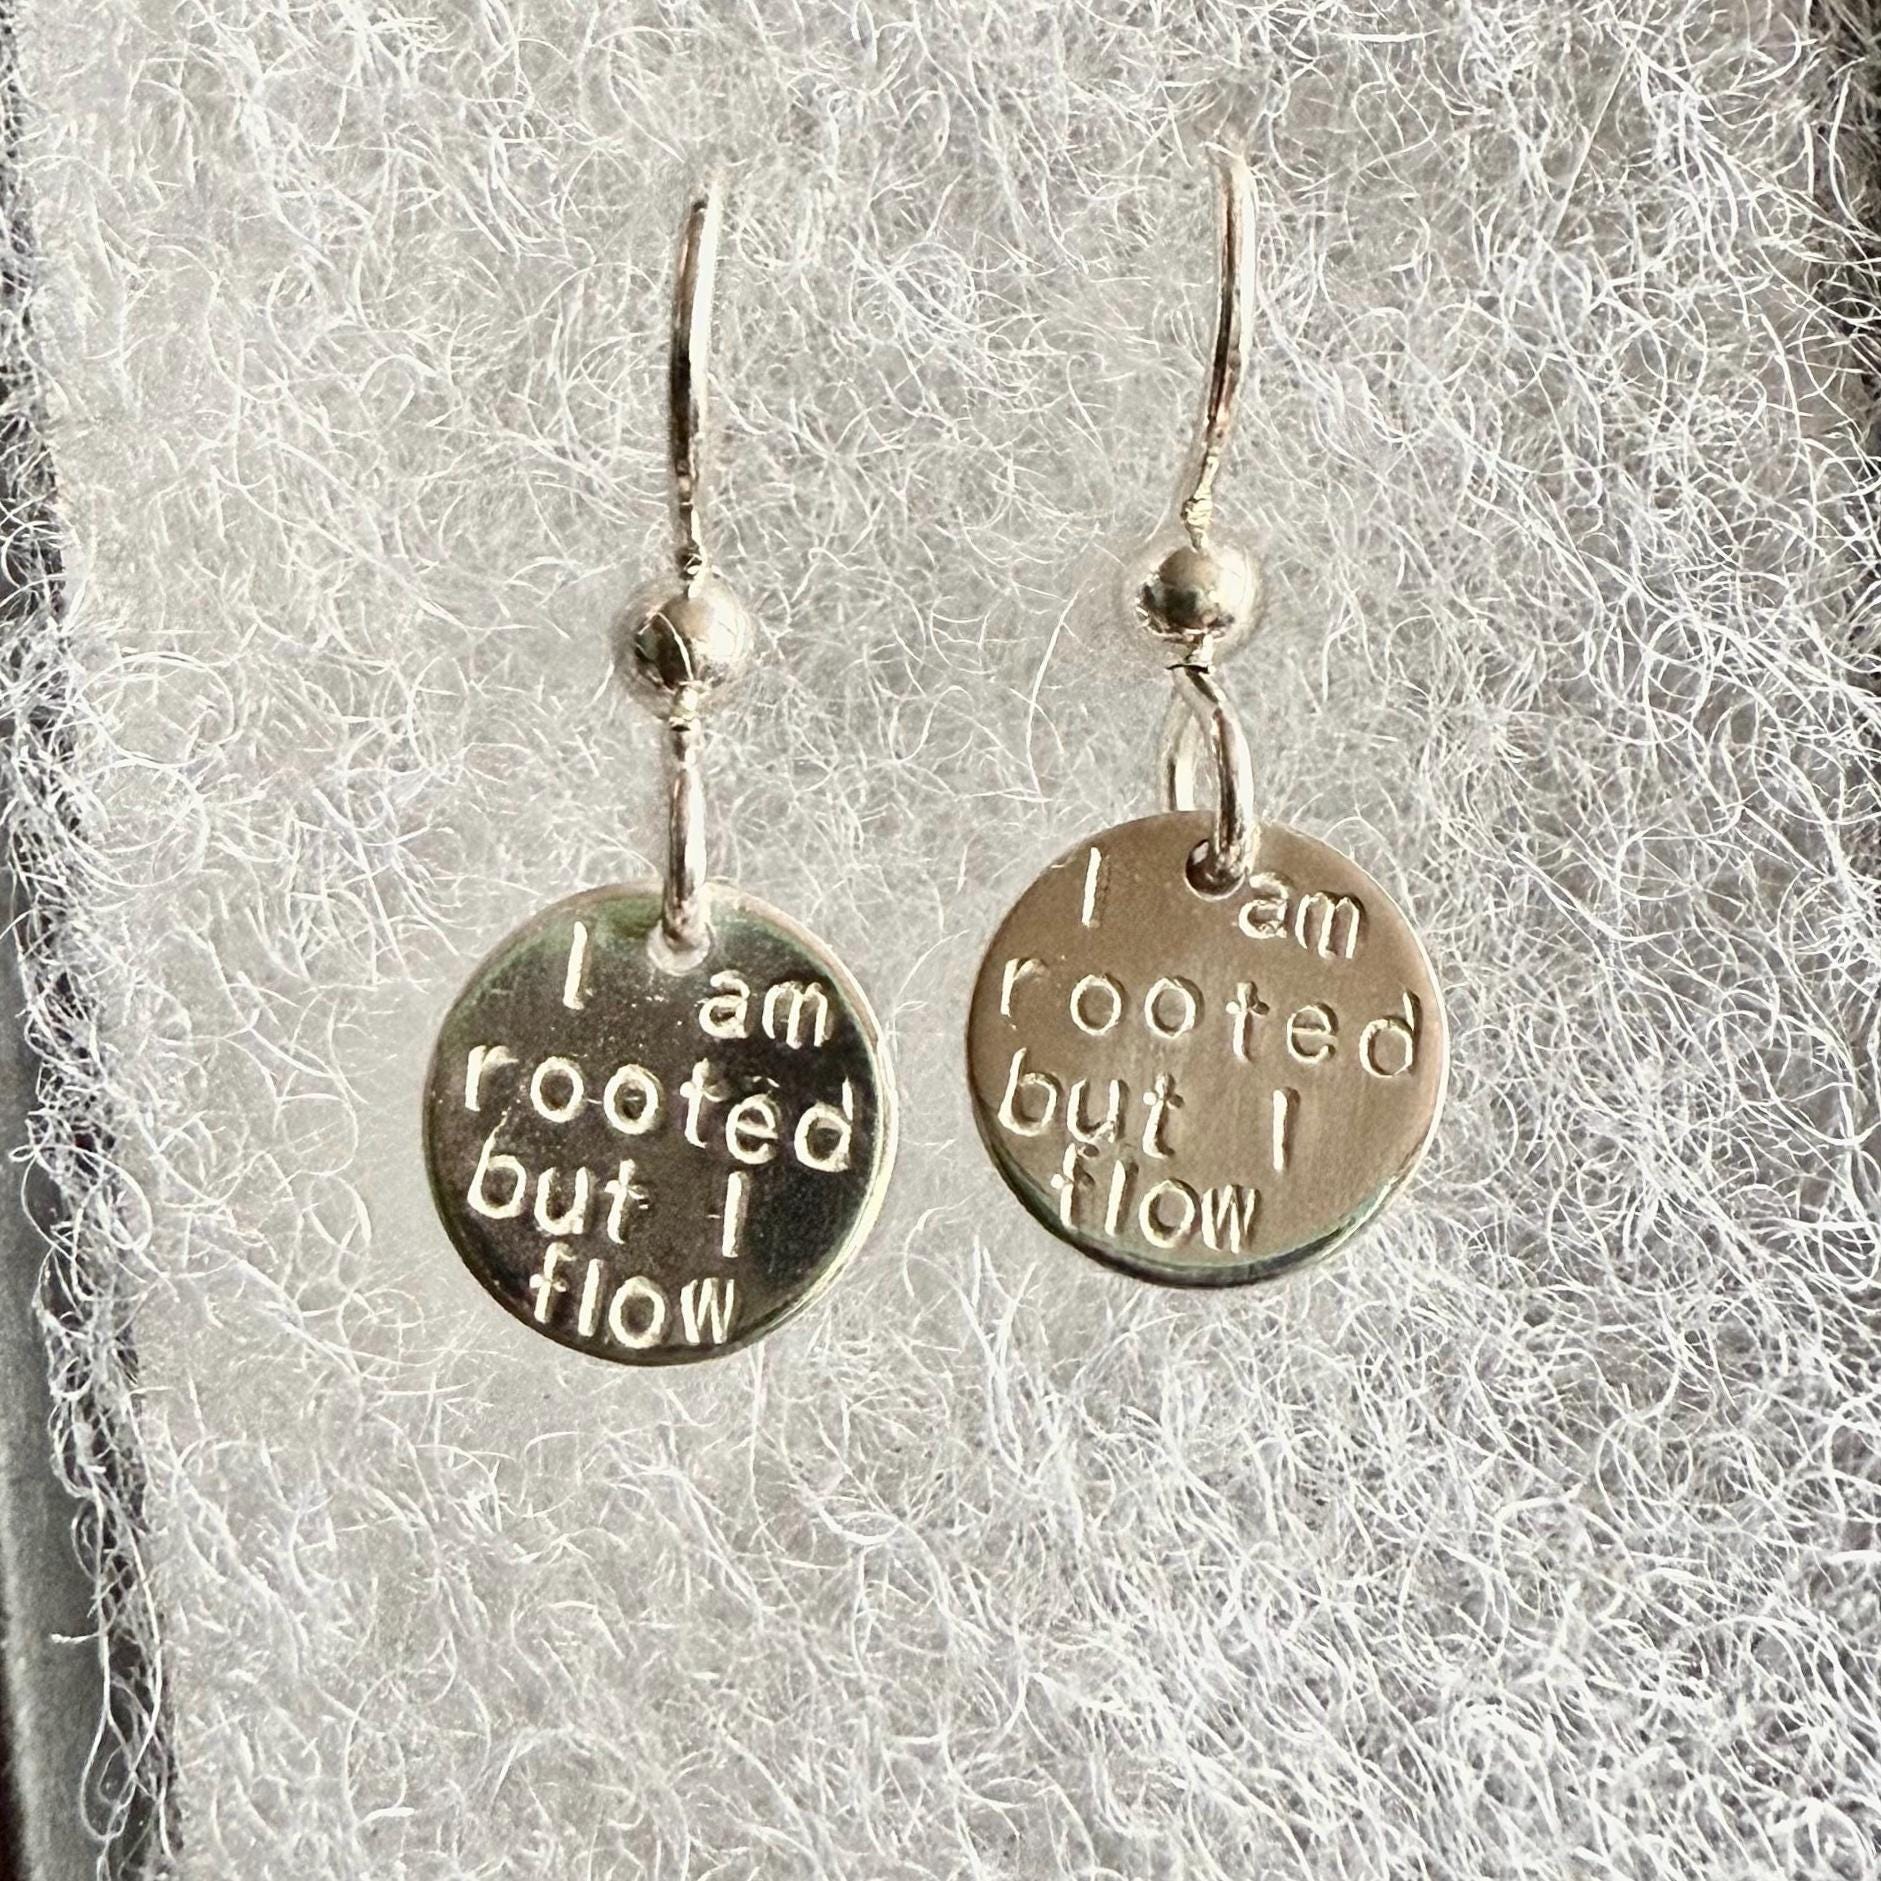 I am
rooted
but I
flow
I am
rooted
but I
flow